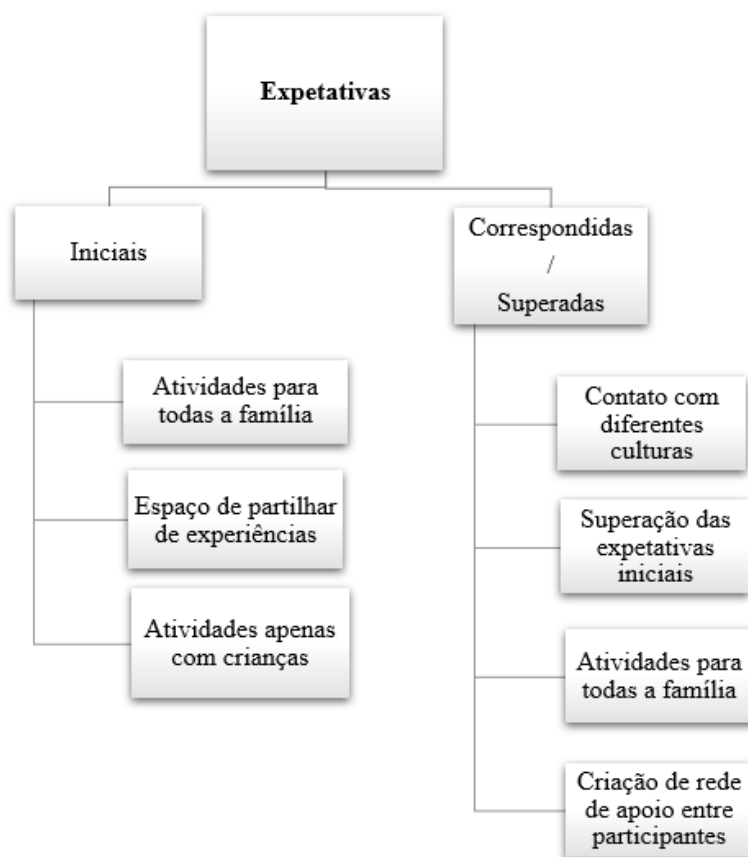 Expetativas
Iniciais
Atividades para
todas a família
Espaço de partilhar
de experiências
Atividades apenas
com crianças
Correspondidas
/
Superadas
Contato com
diferentes
culturas
Superação das
expetativas
iniciais
Atividades para
todas a família
Criação de rede
de apoio entre
participantes